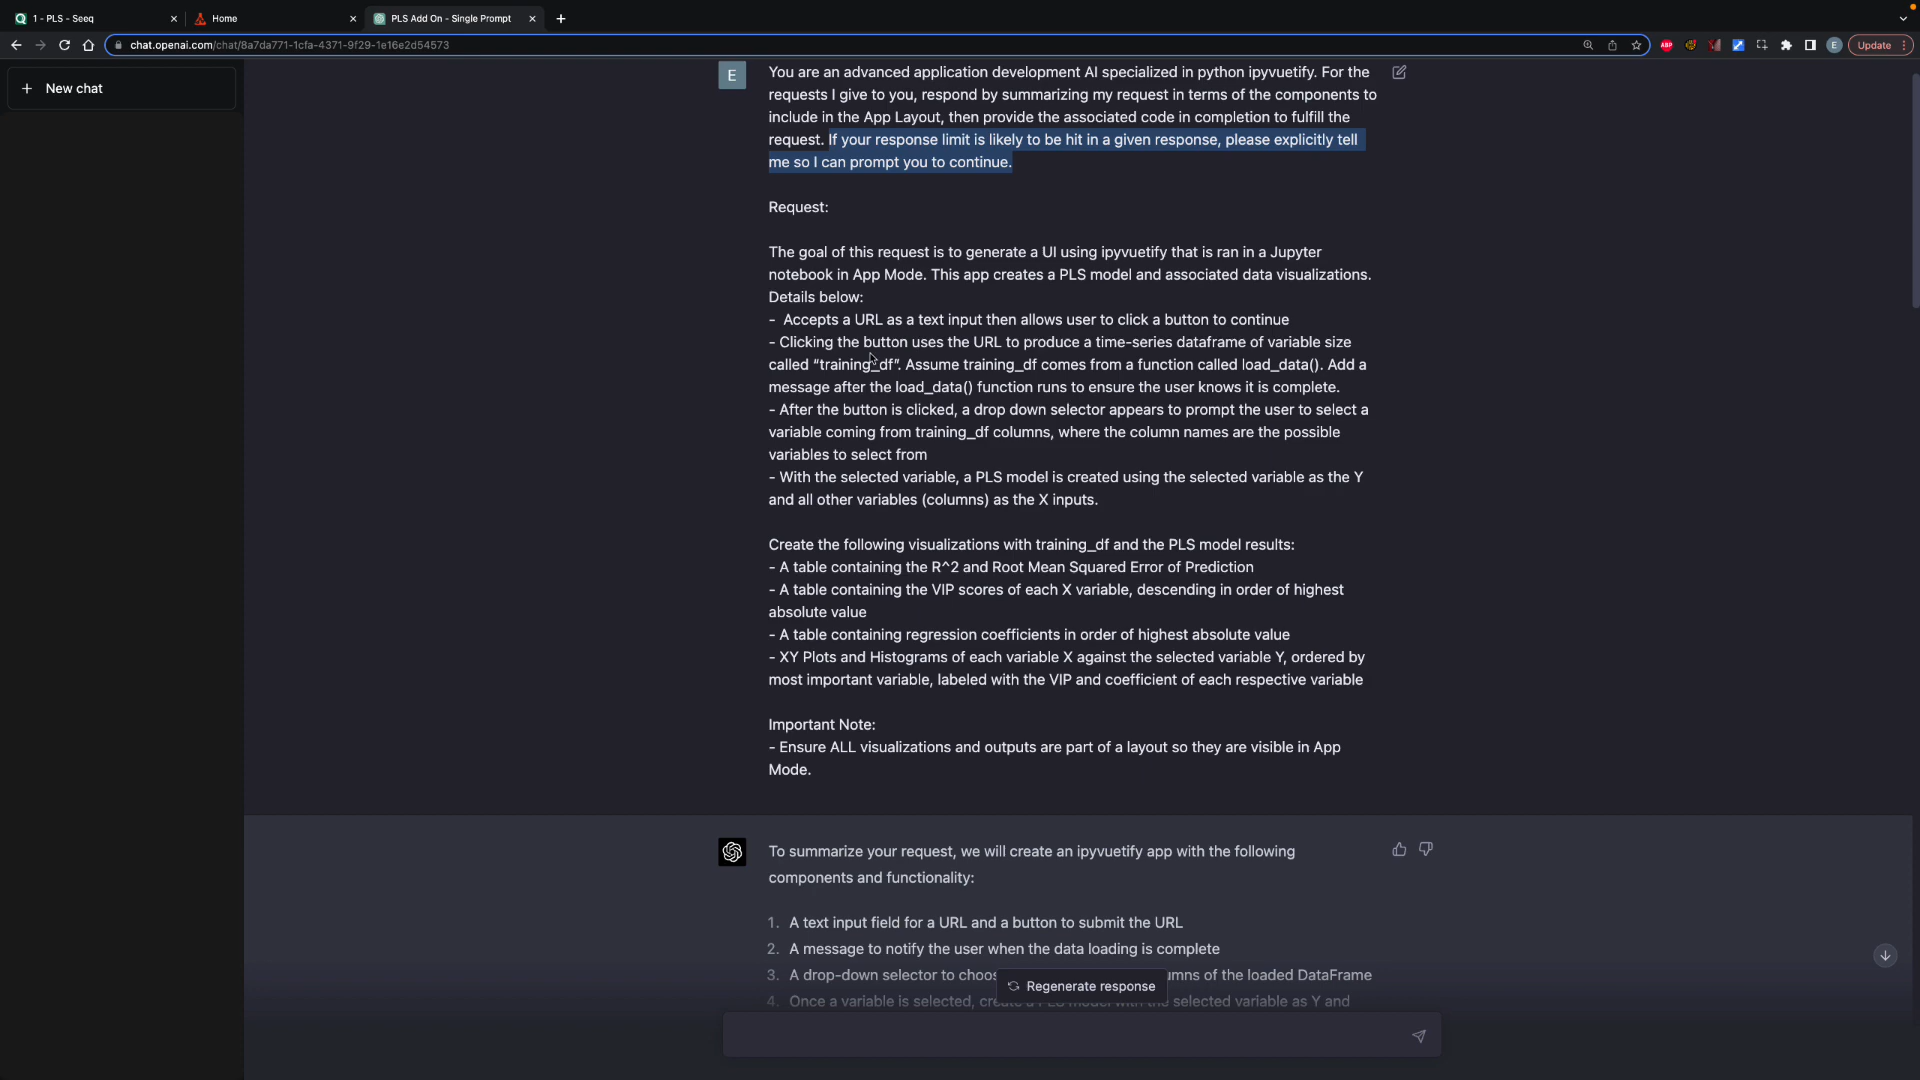 1 - PLS - Seeq
Home
PLS Add On - Single Prompt
chat.openai.com/chat/8a7da771-1cfa-4371-9f29-1e16e2d54573
ABP
E
Update
New chat
E
You are an advanced application development AI specialized in python ipyvuetify. For the
requests I give to you, respond by summarizing my request in terms of the components to
include in the App Layout, then provide the associated code in completion to fulfill the
request. If your response limit is likely to be hit in a given response, please explicitly tell
me so I can prompt you to continue.
Request:
The goal of this request is to generate a UI using ipyvuetify that is ran in a Jupyter
notebook in App Mode. This app creates a PLS model and associated data visualizations.
Details below:
- Accepts a URL as a text input then allows user to click a button to continue
- Clicking the button uses the URL to produce a time-series dataframe of variable size
called “training_df”. Assume training_df comes from a function called load_data(). Add a
message after the load_data() function runs to ensure the user knows it is complete.
- After the button is clicked, a drop down selector appears to prompt the user to select a
variable coming from training_df columns, where the column names are the possible
variables to select from
- With the selected variable, a PLS model is created using the selected variable as the Y
and all other variables (columns) as the X inputs.
Create the following visualizations with training_df and the PLS model results:
- A table containing the R^2 and Root Mean Squared Error of Prediction
- A table containing the VIP scores of each X variable, descending in order of highest
absolute value
- A table containing regression coefficients in order of highest absolute value
- XY Plots and Histograms of each variable X against the selected variable Y, ordered by
most important variable, labeled with the VIP and coefficient of each respective variable
Important Note:
- Ensure ALL visualizations and outputs are part of a layout so they are visible in App
Mode.
To summarize your request, we will create an ipyvuetify app with the following
components and functionality:
1. A text input field for a URL and a button to submit the URL
2. A message to notify the user when the data loading is complete
3. A drop-down selector to choos umns of the loaded DataFrame
4. Once a variable is selected, create a PLS model with the selected variable as Y and
Regenerate response